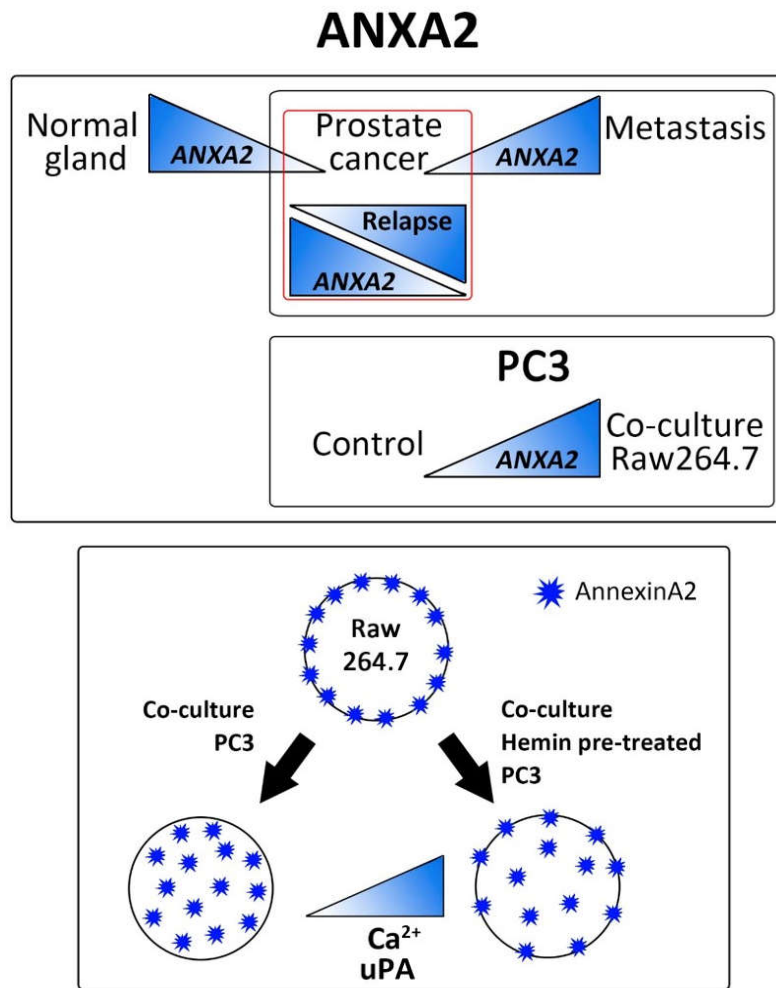 ANXA2
Normal
gland
ANXA2
Prostate
cancer
ANXA2
Metastasis
Relapse
ANXA2
PC3
Control
ANXA2
Co-culture
Raw264.7
AnnexinA2
Raw
264.7
Co-culture
PC3
Co-culture
Hemin pre-treated
PC3
Ca²⁺
uPA